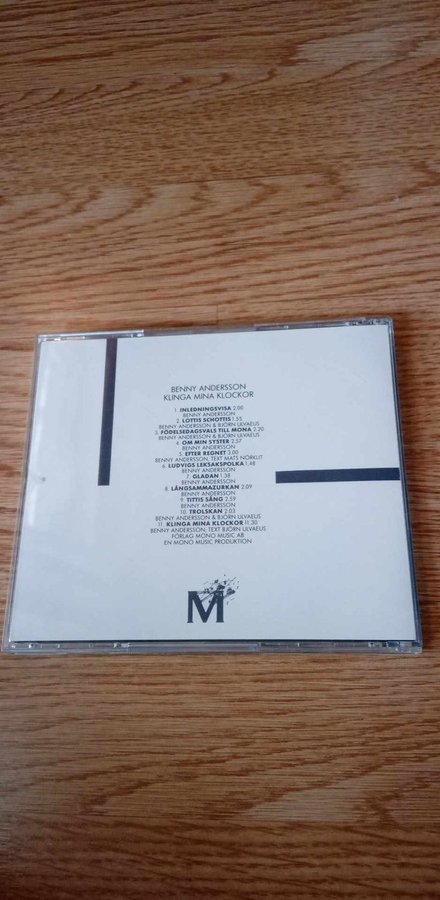 BENNY ANDERSSON
KLINGA MINA KLOCKOR
1. INLEDNINGSVISA 2.00
BENNY ANDERSSON
2. LOTTIS SCHOTTIS 1.55
BENNY ANDERSSON & BJÖRN ULVAEUS
3. FÖDELSEDAGSVALS TILL MONA 2.20
BENNY ANDERSSON & BJÖRN ULVAEUS
4. OM MIN SYSTER 2.57
BENNY ANDERSSON
5. EFTER REGNET 3.00
BENNY ANDERSSON, TEXT MATS NÖRKLIT
6. LUDVIGS LEKSAKSPOLKA 1.48
BENNY ANDERSSON
7. GLADAN 1.38
BENNY ANDERSSON
8. LÅNGSAMMAZURKAN 2.09
BENNY ANDERSSON
9. TITTIS SÅNG 2.59
BENNY ANDERSSON
10. TROLSKAN 2.03
BENNY ANDERSSON & BJÖRN ULVAEUS
11. KLINGA MINA KLOCKOR 11.30
BENNY ANDERSSON, TEXT BJÖRN ULVAEUS
FÖRLAG MONO MUSIC AB
EN MONO MUSIC PRODUKTION
M